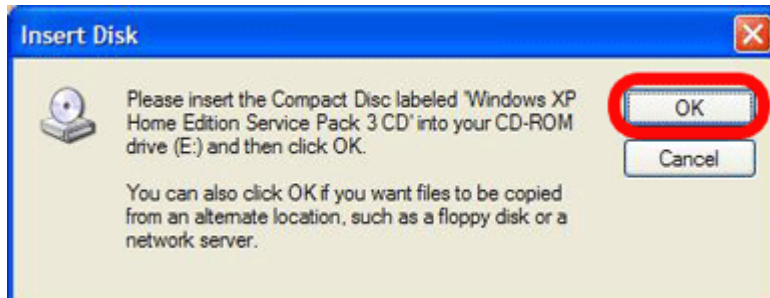 Insert Disk
Please insert the Compact Disc labeled 'Windows XP
Home Edition Service Pack 3 CD' into your CD-ROM
drive (E:) and then click OK.
You can also click OK if you want files to be copied
from an alternate location, such as a floppy disk or a
network server.
OK
Cancel